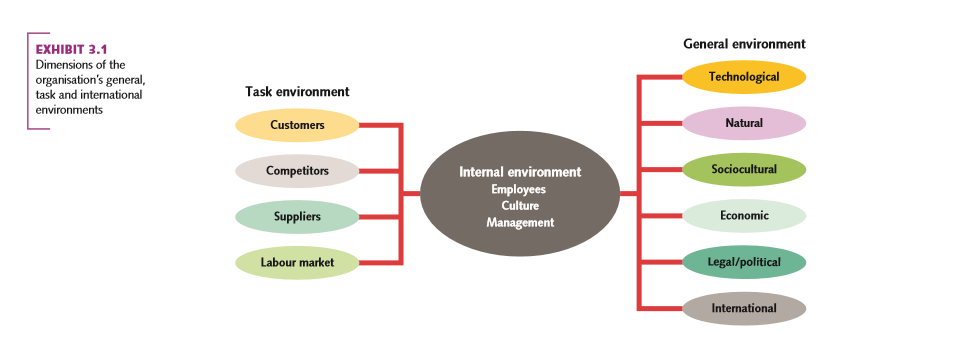 EXHIBIT 3.1
Dimensions of the
organisation's general,
task and international
environments
Task environment
Customers
Competitors
Suppliers
Labour market
Internal environment
Employees
Culture
Management
General environment
Technological
Natural
Sociocultural
Economic
Legal/political
International